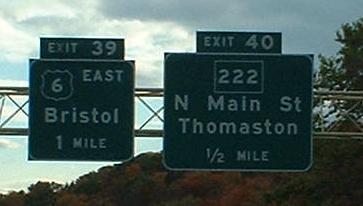 EXIT 39
6 EAST
Bristol
1 MILE
EXIT 40
222
N Main St
Thomaston
1/2 MILE